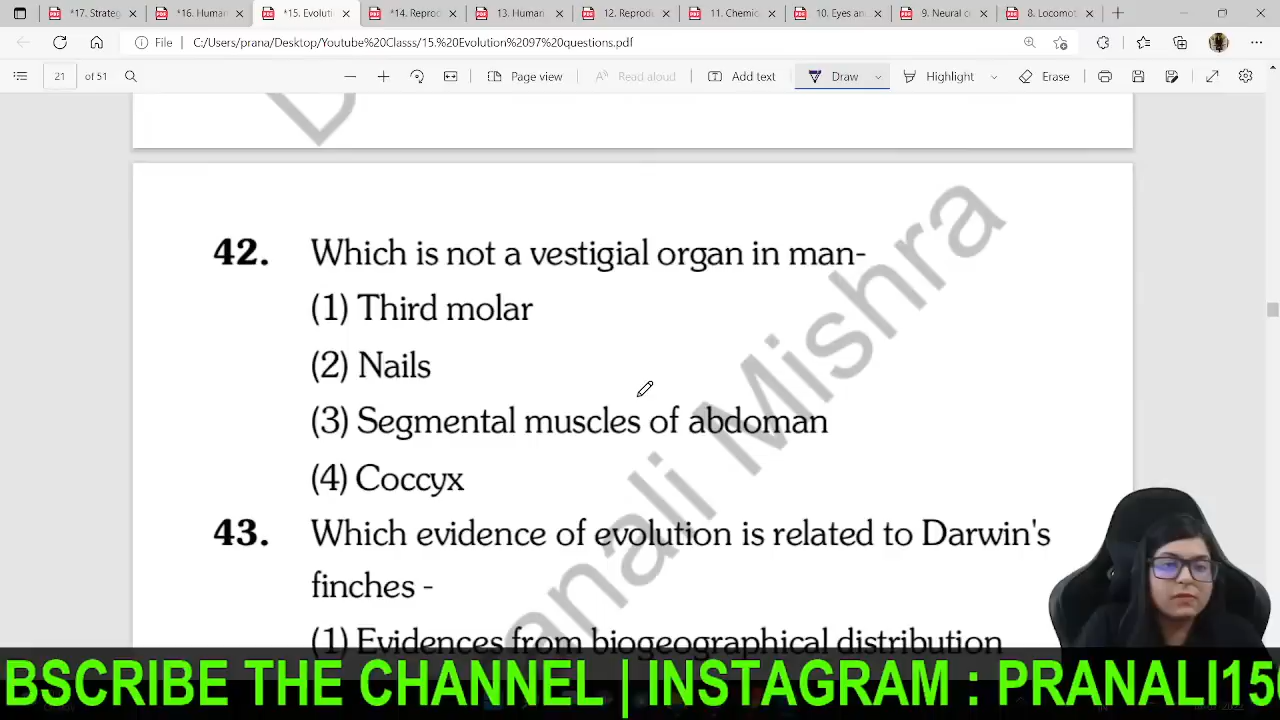 *17. Strateg
*16. Human
*15. Evoluti
*14. Reproc
13. Human
12. Reprod
11. Chemic
10. Eyes an
9. Neural c
8. Locomot
File
C:/Users/prana/Desktop/Youtube%20Classs/15.%20Evolution%2097%20questions.pdf
21 of 51
Page view
Read aloud
Add text
Draw
Highlight
Erase
42. Which is not a vestigial organ in man-
(1) Third molar
(2) Nails
(3) Segmental muscles of abdoman
(4) Coccyx
43. Which evidence of evolution is related to Darwin's
finches -
(1) Evidences from biogeographical distribution
anali Mishra
BSCRIBE THE CHANNEL | INSTAGRAM : PRANALI15